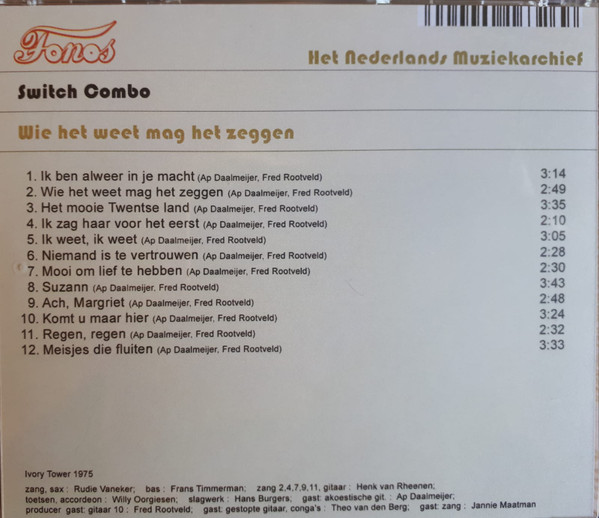 Fonos
Het Nederlands Muziekarchief
Switch Combo
Wie het weet mag het zeggen
1. Ik ben alweer in je macht (Ap Daalmeijer, Fred Rootveld) 3:14
2. Wie het weet mag het zeggen (Ap Daalmeijer, Fred Rootveld) 2:49
3. Het mooie Twentse land (Ap Daalmeijer, Fred Rootveld) 3:35
4. Ik zag haar voor het eerst (Ap Daalmeijer, Fred Rootveld) 2:10
5. Ik weet, ik weet (Ap Daalmeijer, Fred Rootveld) 3:05
6. Niemand is te vertrouwen (Ap Daalmeijer, Fred Rootveld) 2:28
7. Mooi om lief te hebben (Ap Daalmeijer, Fred Rootveld) 2:30
8. Suzann (Ap Daalmeijer, Fred Rootveld) 3:43
9. Ach, Margriet (Ap Daalmeijer, Fred Rootveld) 2:48
10. Komt u maar hier (Ap Daalmeijer, Fred Rootveld) 3:24
11. Regen, regen (Ap Daalmeijer, Fred Rootveld) 2:32
12. Meisjes die fluiten (Ap Daalmeijer, Fred Rootveld) 3:33
Ivory Tower 1975
zang, sax : Rudie Vaneker; bas : Frans Timmerman; zang 2,4,7,9,11, gitaar : Henk van Rheenen;
toetsen, accordeon : Willy Oorgiesen; slagwerk : Hans Burgers; gast: akoestische git. : Ap Daalmeijer;
producer gast: gitaar 10 : Fred Rootveld; gast: gestopte gitaar, conga's : Theo van den Berg; gast: zang : Jannie Maatman